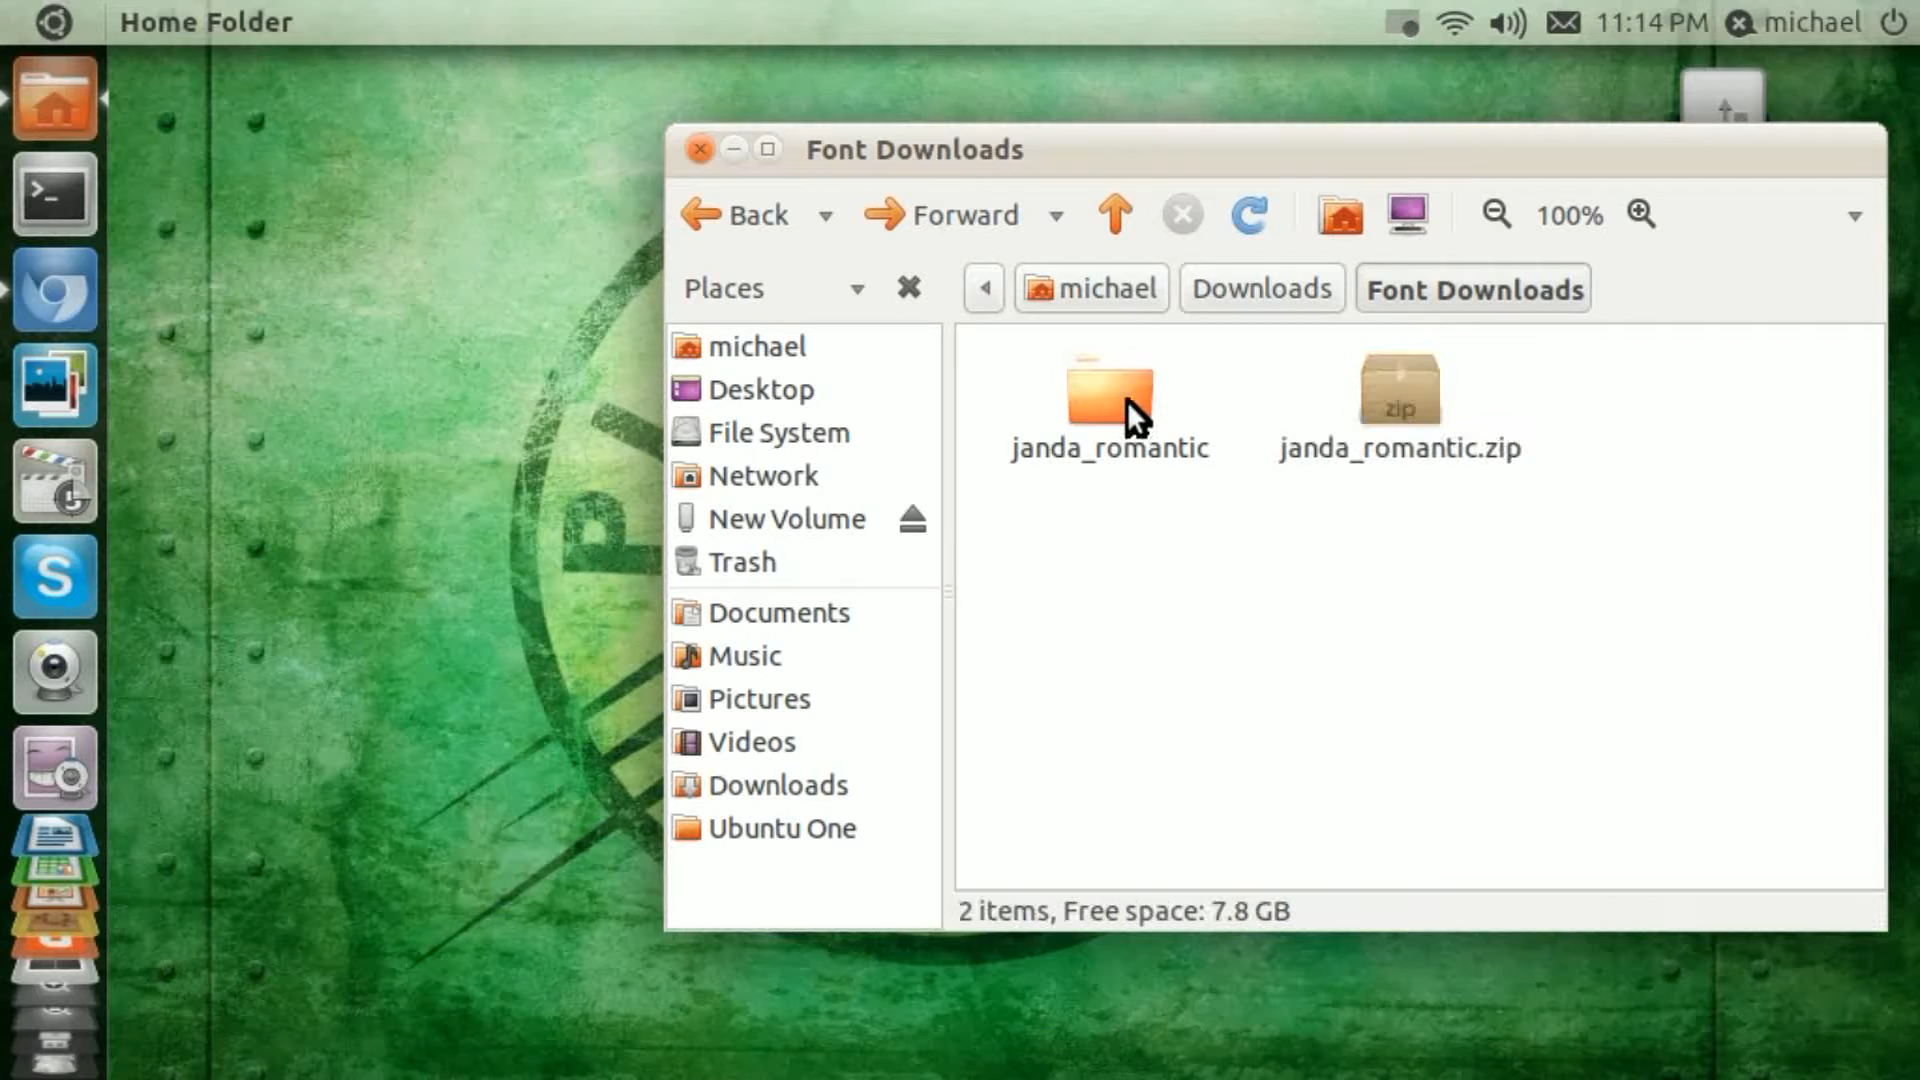 Home Folder
11:14 PM
michael
Font Downloads
Back
Forward
100%
Places
michael
Downloads
Font Downloads
michael
Desktop
File System
Network
New Volume
Trash
Documents
Music
Pictures
Videos
Downloads
Ubuntu One
janda_romantic
zip
janda_romantic.zip
2 items, Free space: 7.8 GB
S